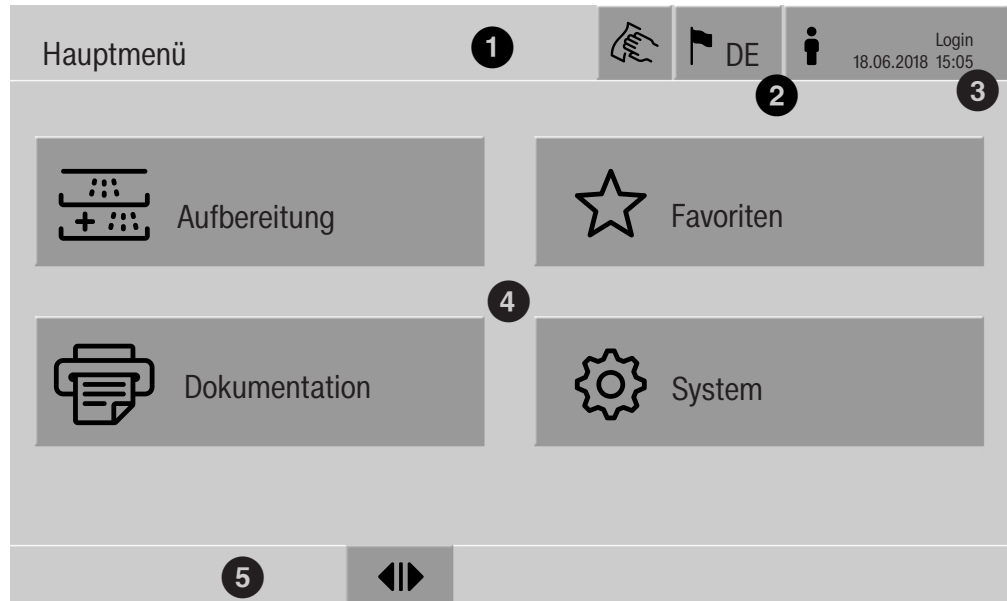 Hauptmenü
1
DE
Login
18.06.2018 15:05
2
3
Aufbereitung
Favoriten
4
Dokumentation
System
5